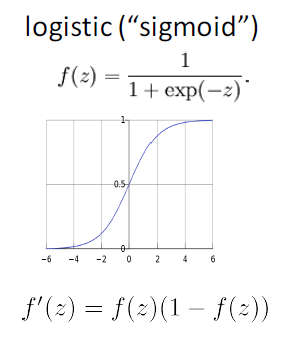 logistic (“sigmoid”)
f(z) = 1 / (1 + exp(−z)).
1
0.5
0
-6 -4 -2 0 2 4 6
f′(z) = f(z)(1 − f(z))